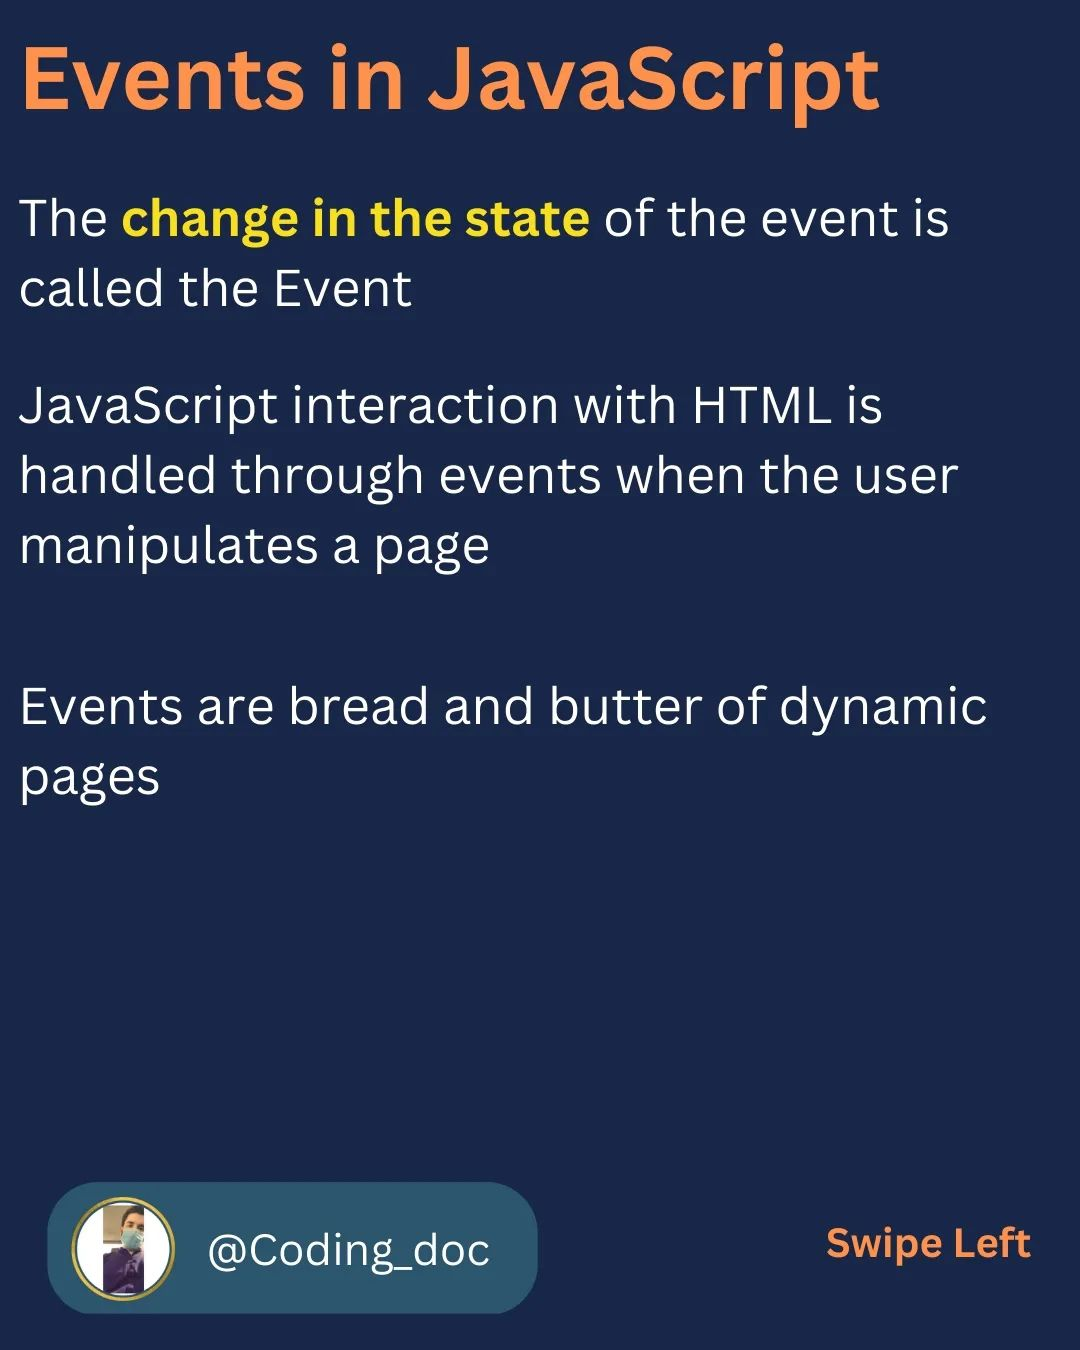 Events in JavaScript
The change in the state of the event is
called the Event
JavaScript interaction with HTML is
handled through events when the user
manipulates a page
Events are bread and butter of dynamic
pages
@Coding_doc
Swipe Left